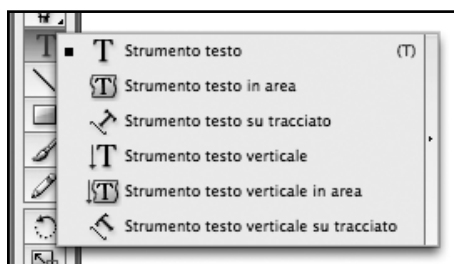 Strumento testo (T)
Strumento testo in area
Strumento testo su tracciato
Strumento testo verticale
Strumento testo verticale in area
Strumento testo verticale su tracciato